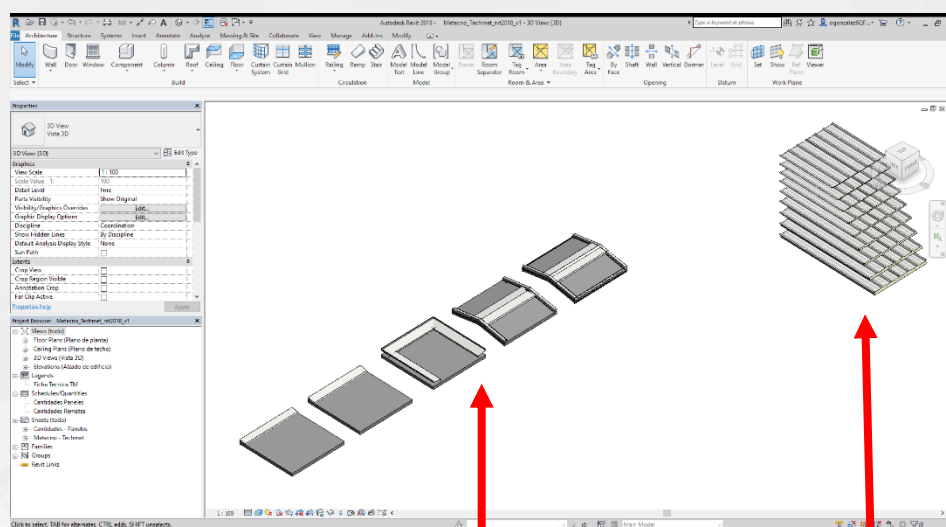 Autodesk Revit 2018 - Metecno_Techmet_rvt2018_v1 - 3D View: {3D}
Type a keyword or phrase
File Architecture Structure Systems Insert Annotate Analyze Massing & Site Collaborate View Manage Add-Ins Modify
Modify Wall Door Window Component Column Roof Ceiling Floor Curtain System Curtain Grid Mullion Railing Ramp Stair Model Text Model Line Model Group Room Room Separator Tag Room Area Area Boundary Tag Area By Face Shaft Wall Vertical Dormer Level Grid Set Show Ref Plane Viewer
Select Build Circulation Model Room & Area Opening Datum Work Plane
Properties
3D View
Vista 3D
3D View: {3D} Edit Type
Graphics
View Scale 1 : 100
Scale Value 1: 100
Detail Level Fine
Parts Visibility Show Original
Visibility/Graphics Overrides Edit...
Graphic Display Options Edit...
Discipline Coordination
Show Hidden Lines By Discipline
Default Analysis Display Style None
Sun Path
Extents
Crop View
Crop Region Visible
Annotation Crop
Far Clip Active
Properties help Apply
Project Browser - Metecno_Techmet_rvt2018_v1
Views (todo)
Floor Plans (Plano de planta)
Ceiling Plans (Plano de techo)
3D Views (Vista 3D)
Elevations (Alzado de edificio)
Legends
Ficha Tecnica TM
Schedules/Quantities
Cantidades Paneles
Cantidades Remates
Sheets (todo)
Cantidades - Paneles
Metecno - Techmet
Families
Groups
Revit Links
1 : 100
Click to select, TAB for alternates, CTRL adds, SHIFT unselects.
Main Model